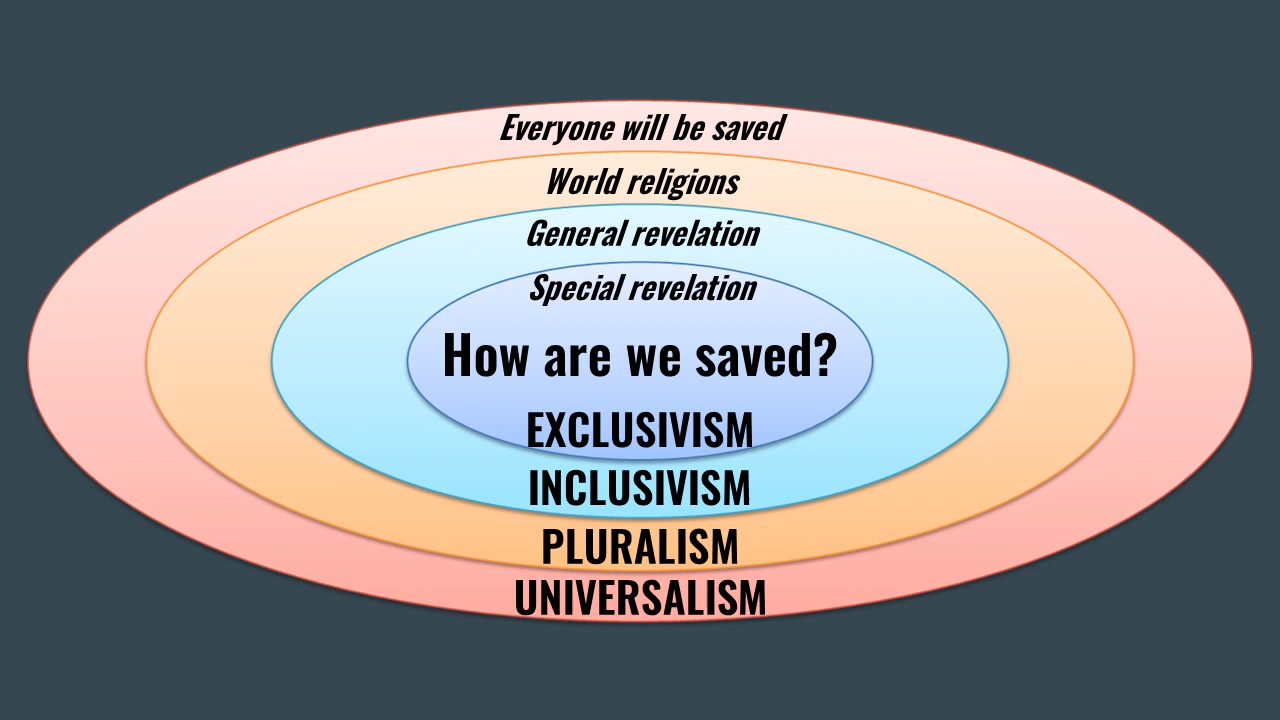 Everyone will be saved
World religions
General revelation
Special revelation
How are we saved?
EXCLUSIVISM
INCLUSIVISM
PLURALISM
UNIVERSALISM